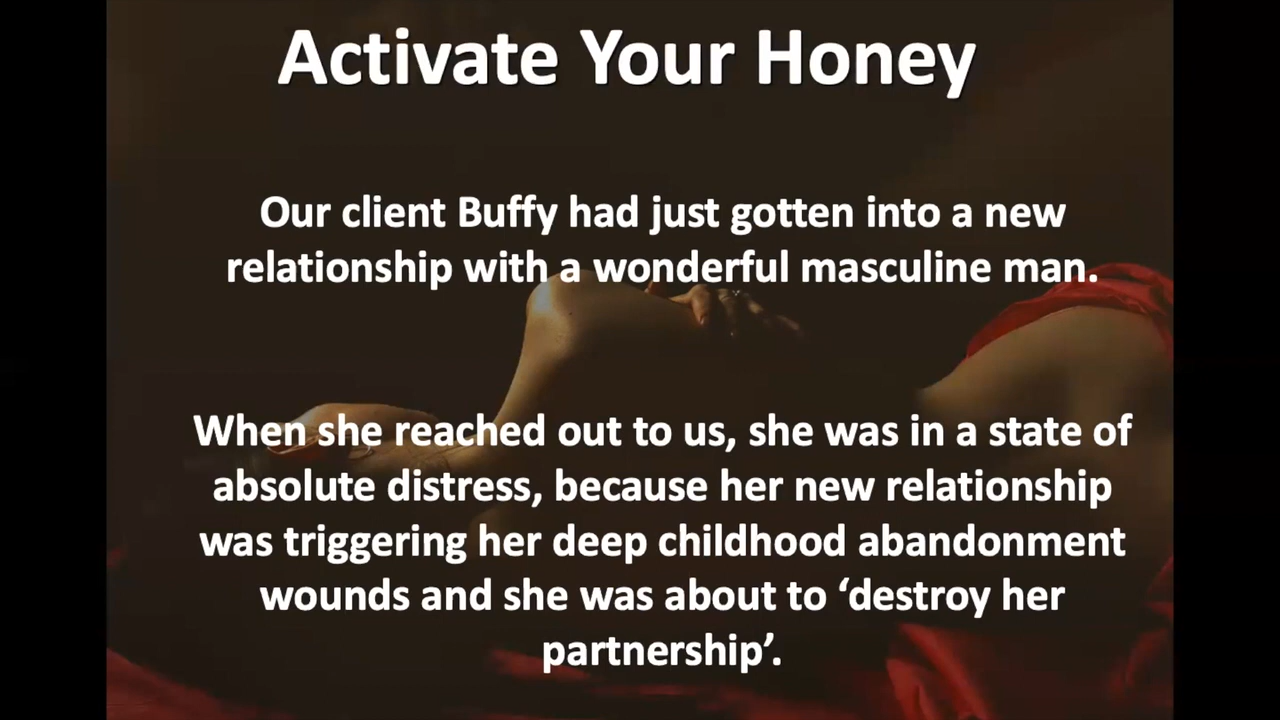 Activate Your Honey
Our client Buffy had just gotten into a new
relationship with a wonderful masculine man.
When she reached out to us, she was in a state of
absolute distress, because her new relationship
was triggering her deep childhood abandonment
wounds and she was about to ‘destroy her
partnership’.